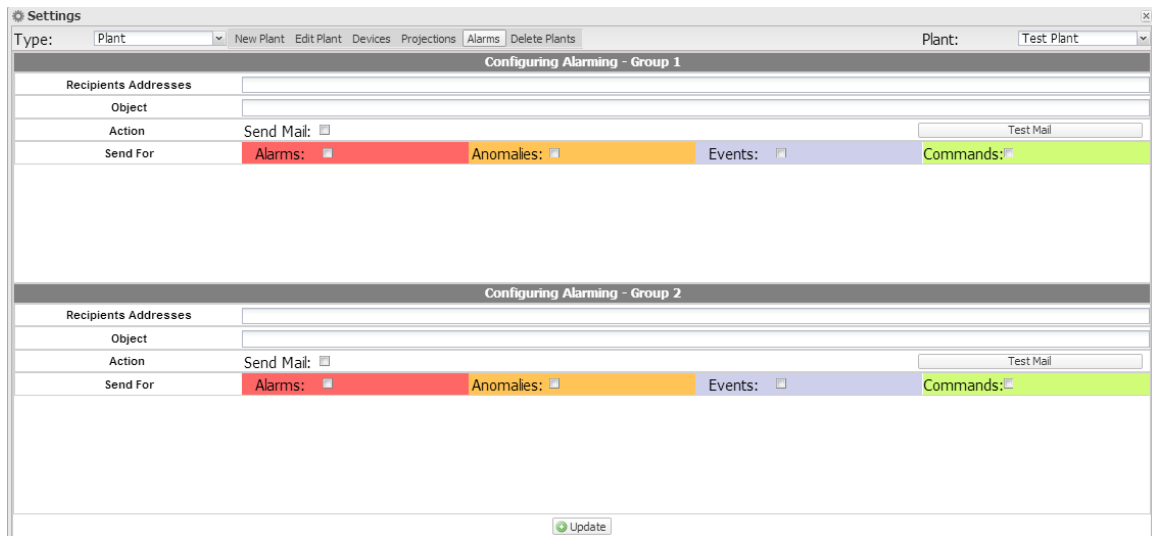 Settings
Type: Plant New Plant Edit Plant Devices Projections Alarms Delete Plants Plant: Test Plant
Configuring Alarming - Group 1
Recipients Addresses
Object
Action Send Mail: Test Mail
Send For Alarms: Anomalies: Events: Commands:
Configuring Alarming - Group 2
Recipients Addresses
Object
Action Send Mail: Test Mail
Send For Alarms: Anomalies: Events: Commands:
Update